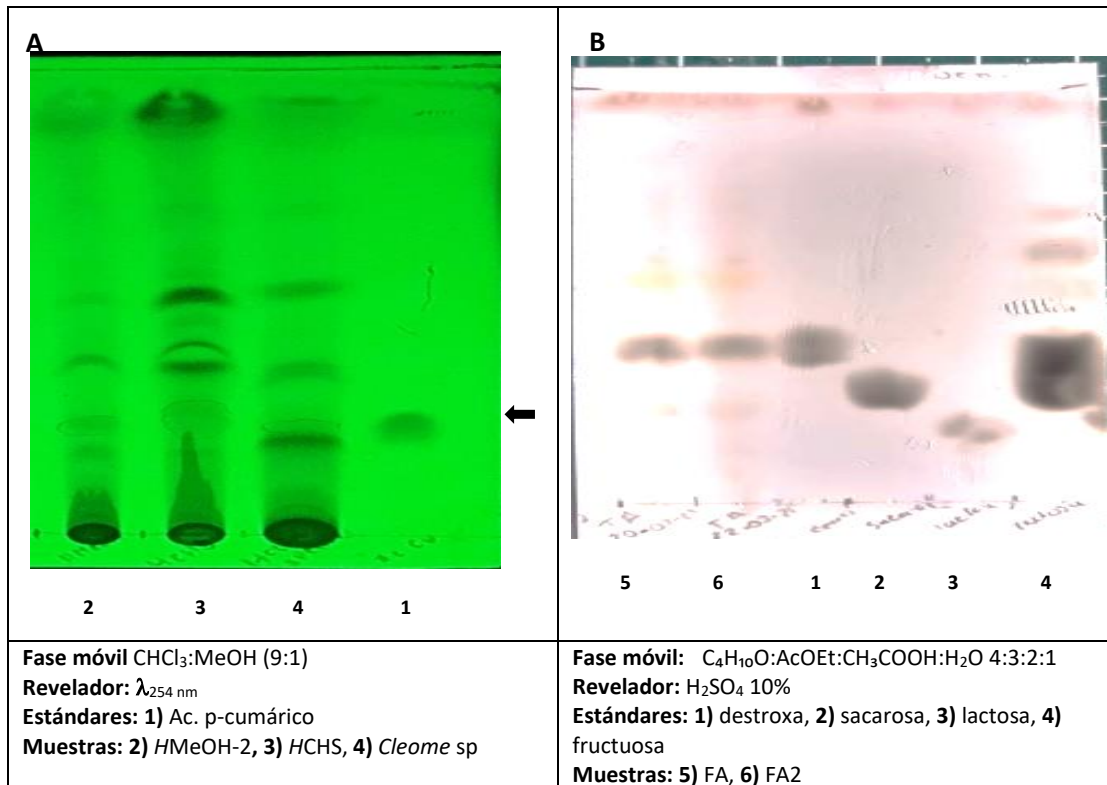 A
B
2 3 4 1
5 6 1 2 3 4
Fase móvil CHCl₃:MeOH (9:1)
Revelador: λ254 nm
Estándares: 1) Ac. p-cumárico
Muestras: 2) HMeOH-2, 3) HCHS, 4) Cleome sp
Fase móvil: C₄H₁₀O:AcOEt:CH₃COOH:H₂O 4:3:2:1
Revelador: H₂SO₄ 10%
Estándares: 1) destroxa, 2) sacarosa, 3) lactosa, 4)
fructuosa
Muestras: 5) FA, 6) FA2